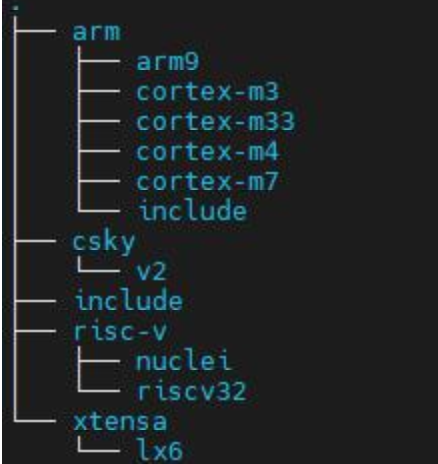 .
├── arm
│   ├── arm9
│   ├── cortex-m3
│   ├── cortex-m33
│   ├── cortex-m4
│   ├── cortex-m7
│   └── include
├── csky
│   └── v2
├── include
├── risc-v
│   ├── nuclei
│   └── riscv32
└── xtensa
    └── lx6